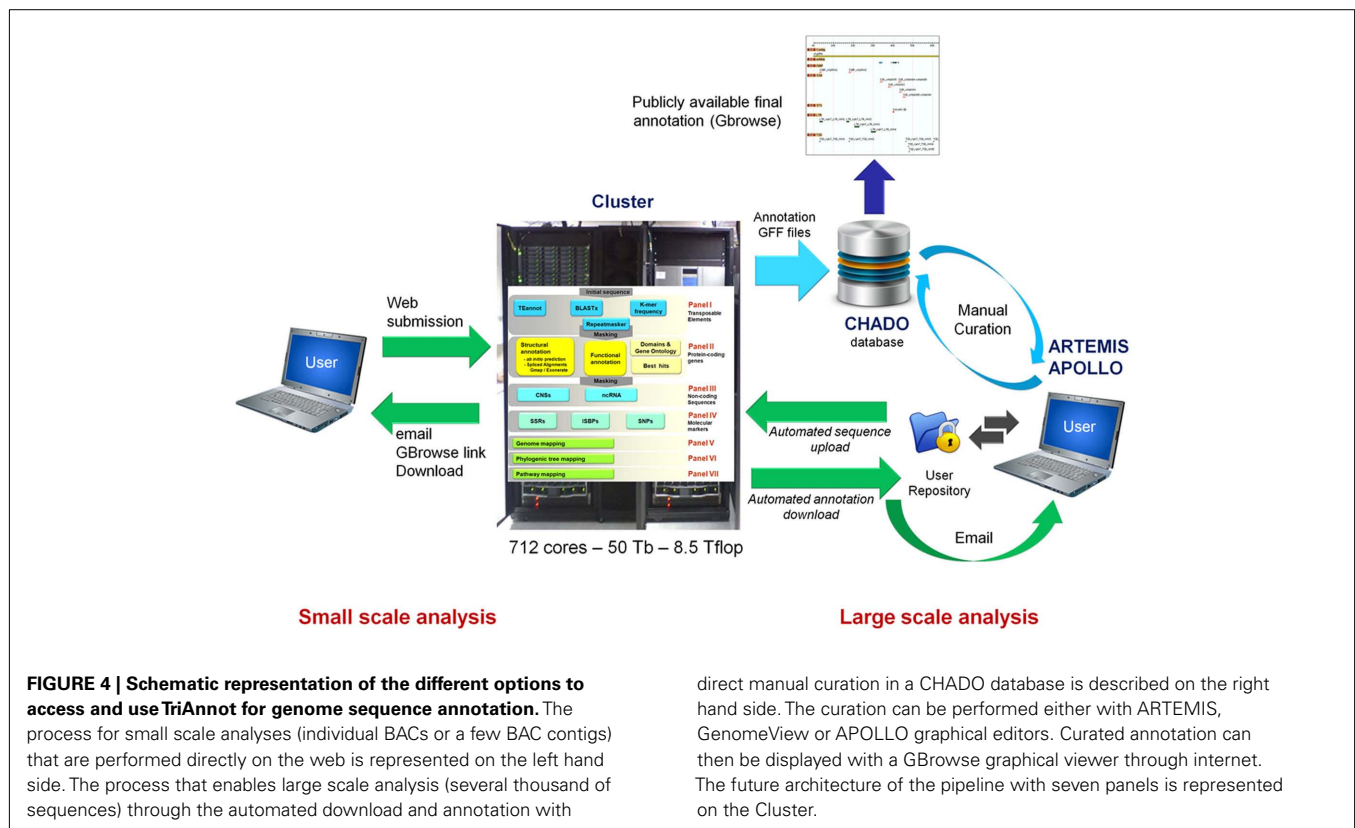 Publicly available final
annotation (Gbrowse)
Cluster
Annotation
GFF files
Web
submission
User
email
GBrowse link
Download
Initial sequence
TEannot
BLASTx
K-mer
frequency
Repeatmasker
Panel I
Transposable
Elements
Masking
Structural
annotation
- ab initio prediction
- Spliced Alignments
Gmap / Exonerate
Functional
annotation
Domains &
Gene Ontology
Best hits
Panel II
Protein-coding
genes
Masking
CNSs
ncRNA
Panel III
Non-coding
Sequences
SSRs
ISBPs
SNPs
Panel IV
Molecular
markers
Genome mapping
Panel V
Phylogenic tree mapping
Panel VI
Pathway mapping
Panel VII
712 cores – 50 Tb – 8.5 Tflop
CHADO
database
Manual
Curation
ARTEMIS
APOLLO
User
Automated sequence
upload
User
Repository
Automated annotation
download
Email
Small scale analysis
Large scale analysis
FIGURE 4 | Schematic representation of the different options to
access and use TriAnnot for genome sequence annotation. The
process for small scale analyses (individual BACs or a few BAC contigs)
that are performed directly on the web is represented on the left hand
side. The process that enables large scale analysis (several thousand of
sequences) through the automated download and annotation with
direct manual curation in a CHADO database is described on the right
hand side. The curation can be performed either with ARTEMIS,
GenomeView or APOLLO graphical editors. Curated annotation can
then be displayed with a GBrowse graphical viewer through internet.
The future architecture of the pipeline with seven panels is represented
on the Cluster.